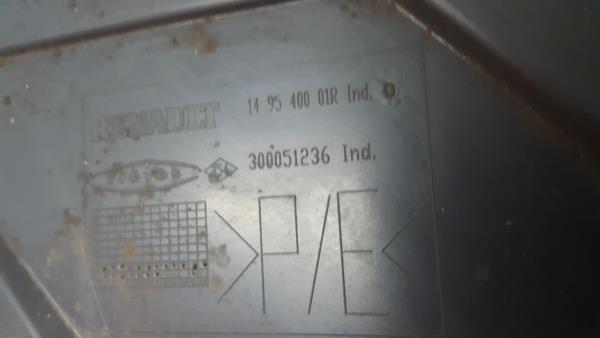 RENAULT
14 95 400 01R Ind.
300051236 Ind.
>P/E<